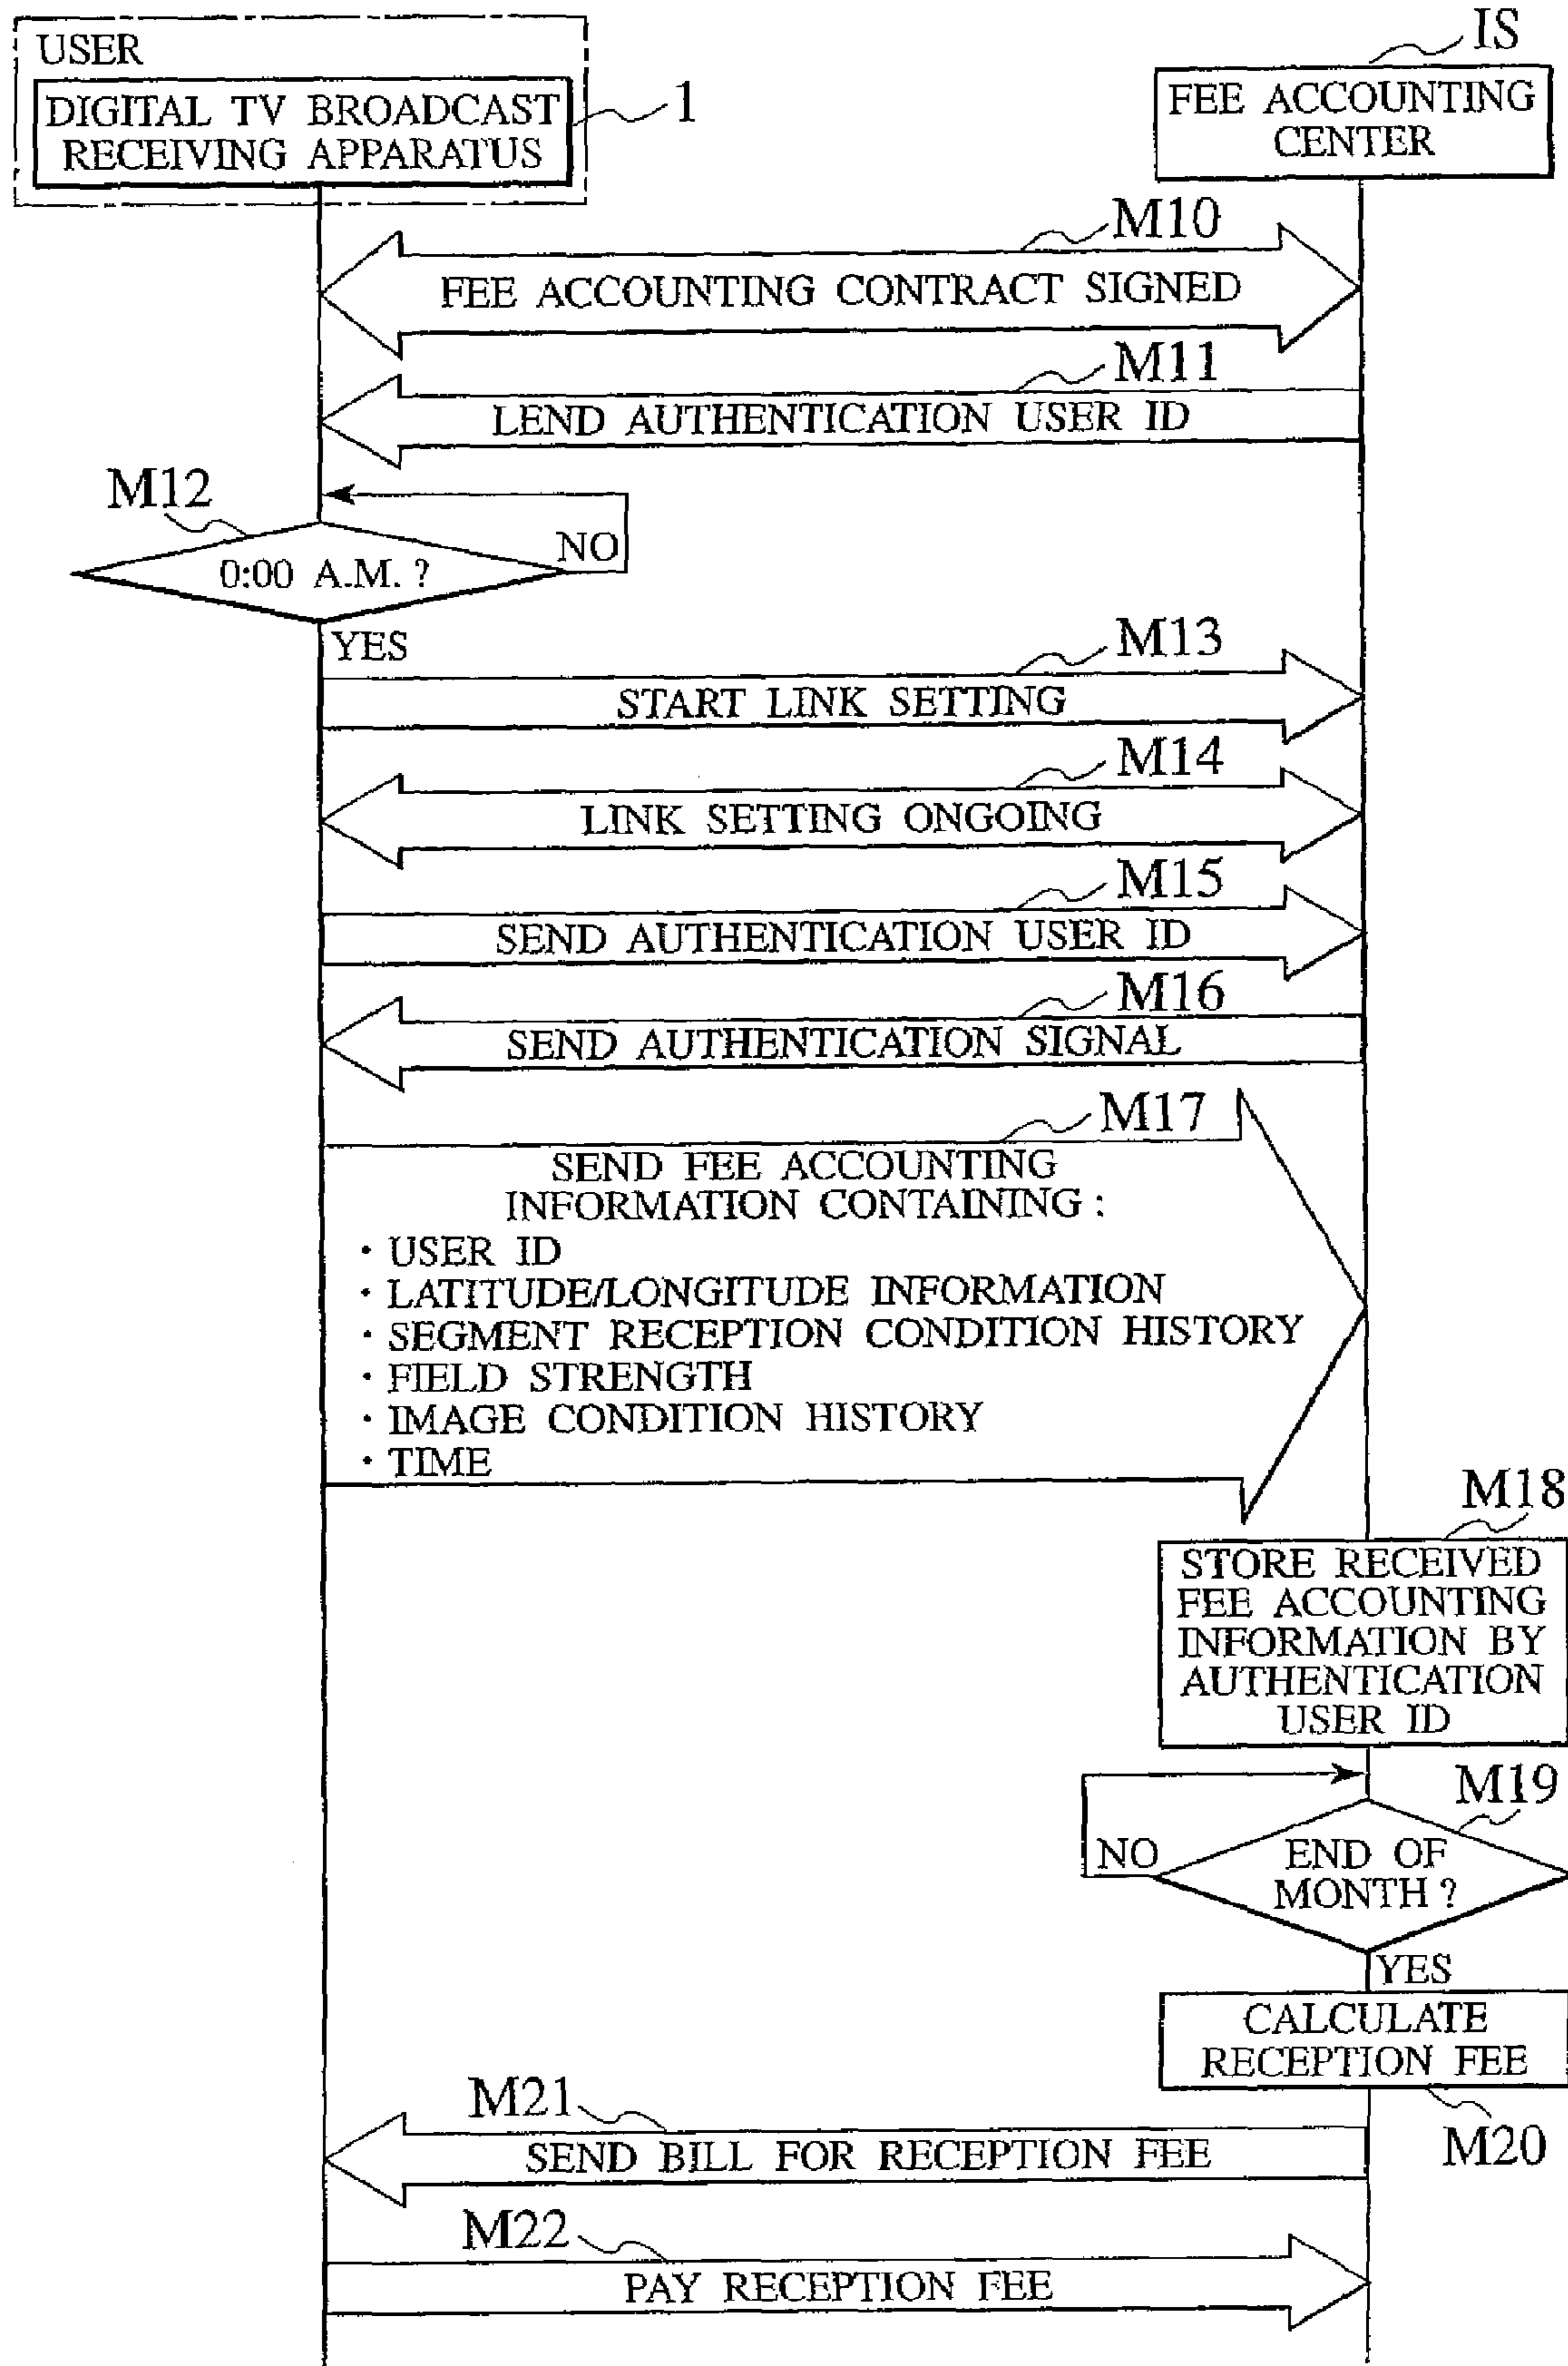 USER
DIGITAL TV BROADCAST
RECEIVING APPARATUS
1
IS
FEE ACCOUNTING
CENTER
M10
FEE ACCOUNTING CONTRACT SIGNED
M11
LEND AUTHENTICATION USER ID
M12
0:00 A.M. ?
NO
YES
M13
START LINK SETTING
M14
LINK SETTING ONGOING
M15
SEND AUTHENTICATION USER ID
M16
SEND AUTHENTICATION SIGNAL
M17
SEND FEE ACCOUNTING
INFORMATION CONTAINING :
・USER ID
・LATITUDE/LONGITUDE INFORMATION
・SEGMENT RECEPTION CONDITION HISTORY
・FIELD STRENGTH
・IMAGE CONDITION HISTORY
・TIME
M18
STORE RECEIVED
FEE ACCOUNTING
INFORMATION BY
AUTHENTICATION
USER ID
M19
NO
END OF
MONTH ?
YES
CALCULATE
RECEPTION FEE
M20
M21
SEND BILL FOR RECEPTION FEE
M22
PAY RECEPTION FEE